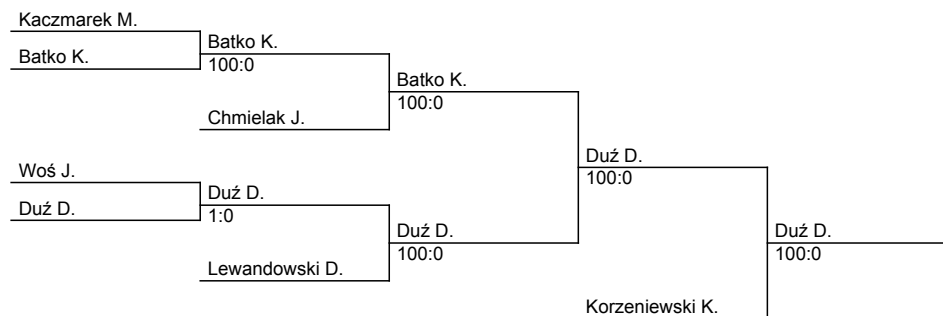 Kaczmarek M.
Batko K.
Batko K.
100:0
Chmielak J.
Batko K.
100:0
Woś J.
Duź D.
Duź D.
1:0
Lewandowski D.
Duź D.
100:0
Duź D.
100:0
Korzeniewski K.
Duź D.
100:0